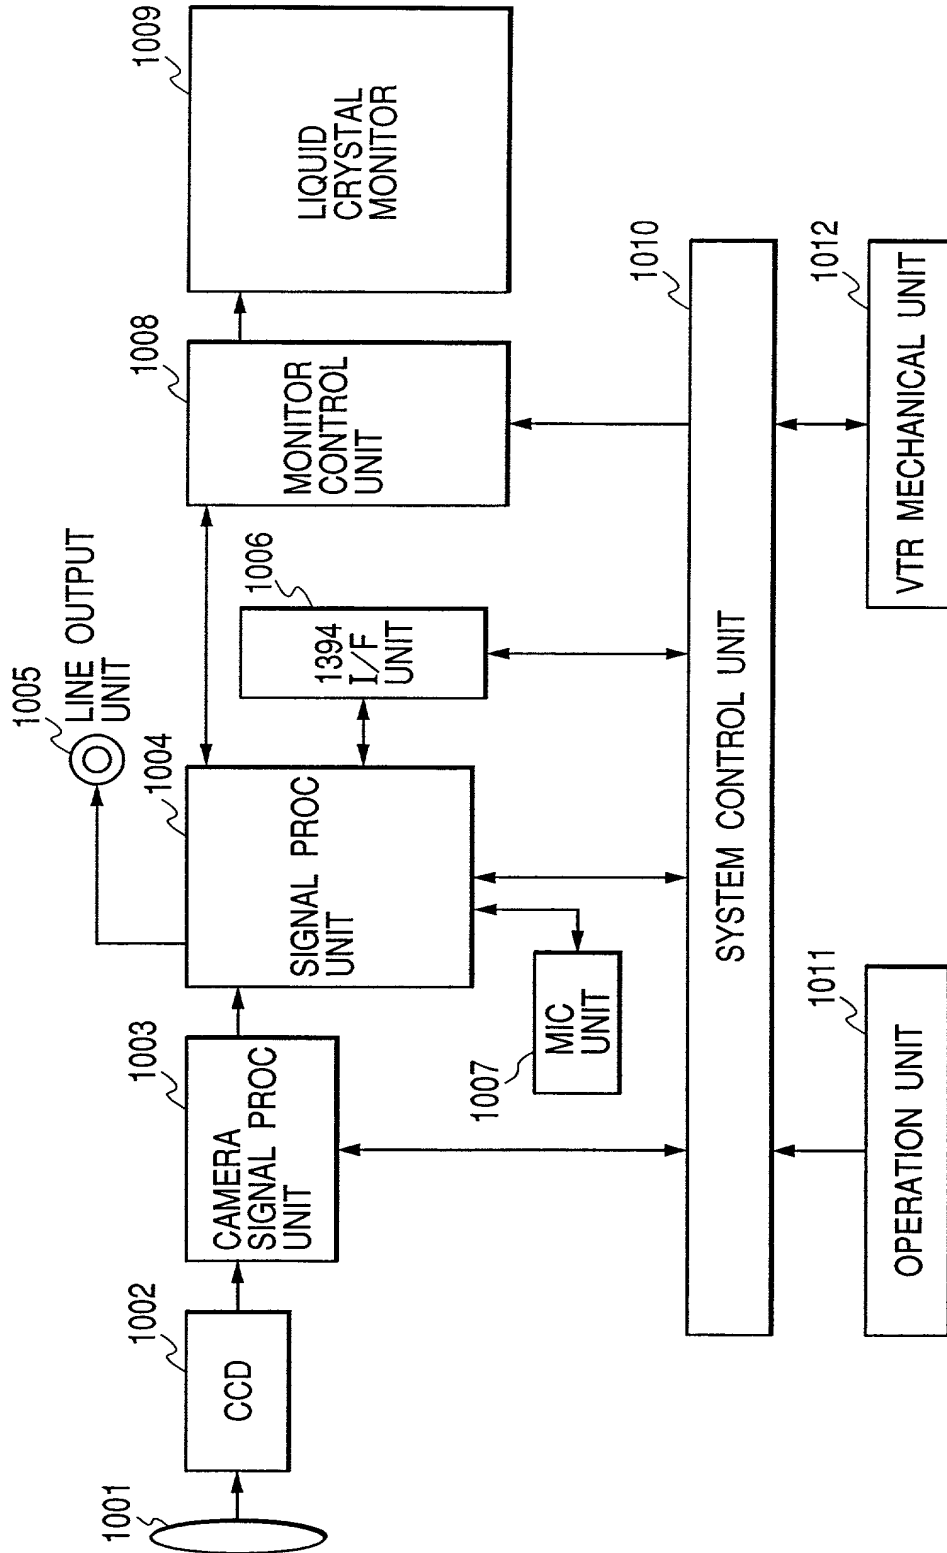 1001
1002
CCD
1003
CAMERA
SIGNAL PROC
UNIT
1004
SIGNAL PROC
UNIT
1005
LINE OUTPUT
UNIT
1006
1394
I/F
UNIT
1007
MIC
UNIT
1008
MONITOR
CONTROL
UNIT
1009
LIQUID
CRYSTAL
MONITOR
1010
SYSTEM CONTROL UNIT
1011
OPERATION UNIT
1012
VTR MECHANICAL UNIT